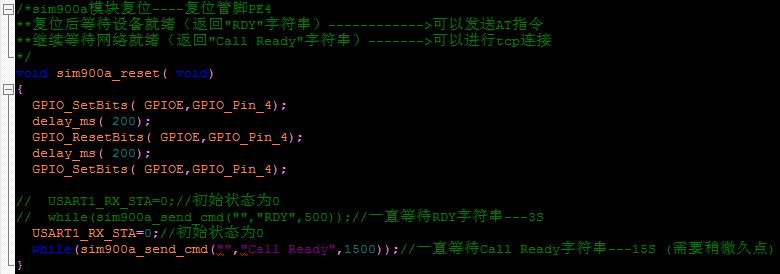 /*sim900a模块复位----复位管脚PE4
**复位后等待设备就绪（返回"RDY"字符串）------------>可以发送AT指令
**继续等待网络就绪（返回"Call Ready"字符串）------->可以进行tcp连接
*/
void sim900a_reset( void)
{
GPIO_SetBits( GPIOE,GPIO_Pin_4);
delay_ms( 200);
GPIO_ResetBits( GPIOE,GPIO_Pin_4);
delay_ms( 200);
GPIO_SetBits( GPIOE,GPIO_Pin_4);
// USART1_RX_STA=0;//初始状态为0
// while(sim900a_send_cmd("","RDY",500));//一直等待RDY字符串---3S
USART1_RX_STA=0;//初始状态为0
while(sim900a_send_cmd("","Call Ready",1500));//一直等待Call Ready字符串---15S (需要稍微久点)
}